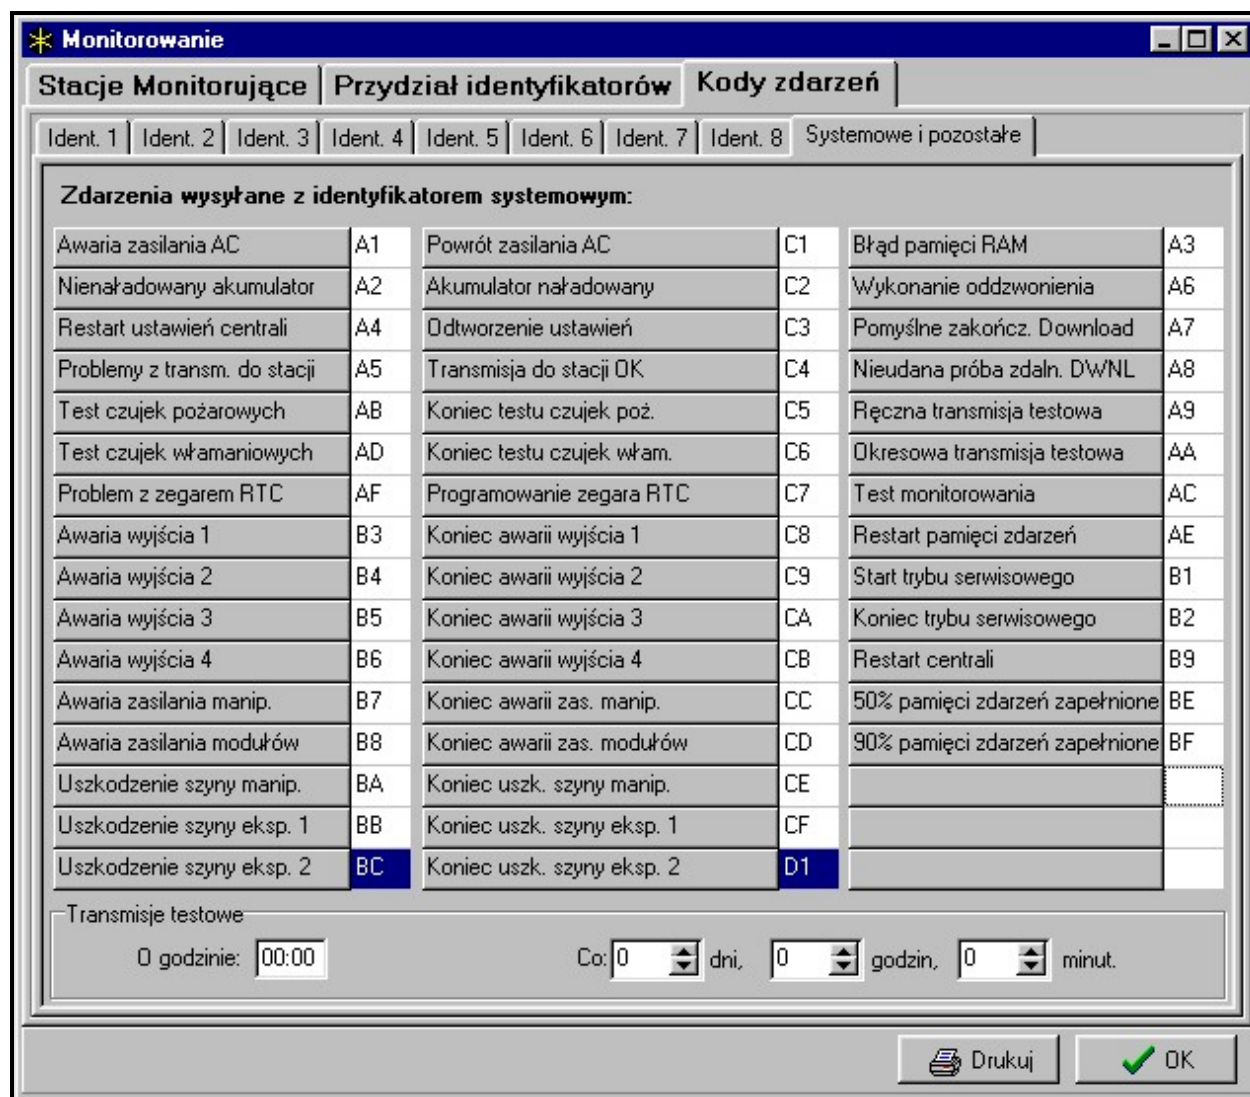 Monitorowanie
Stacje Monitorujące Przydział identyfikatorów Kody zdarzeń
Ident. 1 Ident. 2 Ident. 3 Ident. 4 Ident. 5 Ident. 6 Ident. 7 Ident. 8 Systemowe i pozostałe
Zdarzenia wysyłane z identyfikatorem systemowym:
Awaria zasilania AC A1 Powrót zasilania AC C1 Błąd pamięci RAM A3
Nienaładowany akumulator A2 Akumulator naładowany C2 Wykonanie oddzwonienia A6
Restart ustawień centrali A4 Odtworzenie ustawień C3 Pomyślne zakończ. Download A7
Problemy z transm. do stacji A5 Transmisja do stacji OK C4 Nieudana próba zdaln. DWNL A8
Test czujek pożarowych AB Koniec testu czujek poż. C5 Ręczna transmisja testowa A9
Test czujek włamaniowych AD Koniec testu czujek włam. C6 Okresowa transmisja testowa AA
Problem z zegarem RTC AF Programowanie zegara RTC C7 Test monitorowania AC
Awaria wyjścia 1 B3 Koniec awarii wyjścia 1 C8 Restart pamięci zdarzeń AE
Awaria wyjścia 2 B4 Koniec awarii wyjścia 2 C9 Start trybu serwisowego B1
Awaria wyjścia 3 B5 Koniec awarii wyjścia 3 CA Koniec trybu serwisowego B2
Awaria wyjścia 4 B6 Koniec awarii wyjścia 4 CB Restart centrali B9
Awaria zasilania manip. B7 Koniec awarii zas. manip. CC 50% pamięci zdarzeń zapełnione BE
Awaria zasilania modułów B8 Koniec awarii zas. modułów CD 90% pamięci zdarzeń zapełnione BF
Uszkodzenie szyny manip. BA Koniec uszk. szyny manip. CE
Uszkodzenie szyny eksp. 1 BB Koniec uszk. szyny eksp. 1 CF
Uszkodzenie szyny eksp. 2 BC Koniec uszk. szyny eksp. 2 D1
Transmisje testowe
O godzinie: 00:00 Co: 0 dni, 0 godzin, 0 minut.
Drukuj OK